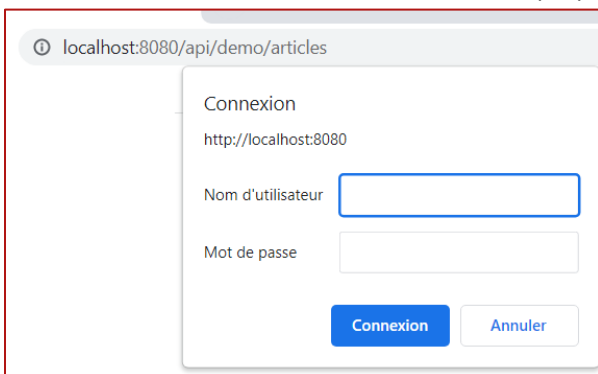 localhost:8080/api/demo/articles
Connexion
http://localhost:8080
Nom d'utilisateur
Mot de passe
Connexion Annuler